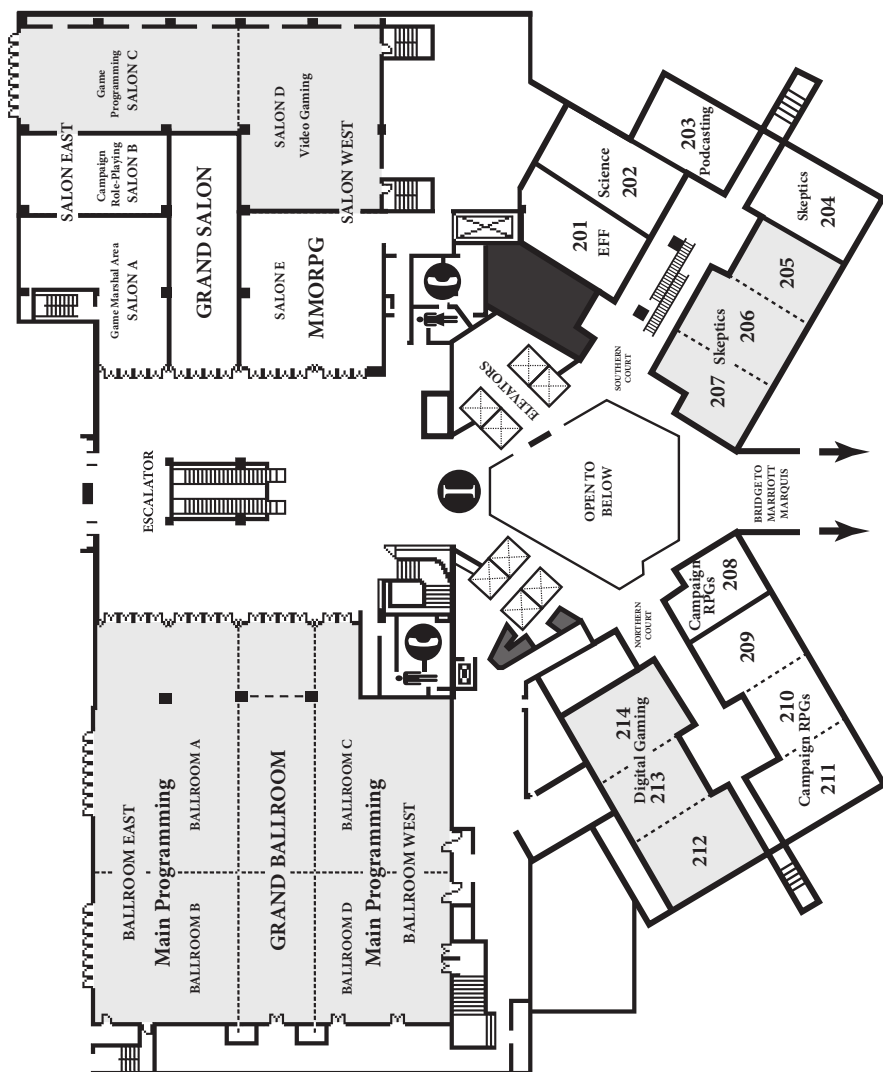 Game
Programming
SALON C
SALON D
Video Gaming
SALON EAST
Campaign
Role-Playing
SALON B
GRAND SALON
SALON WEST
Game Marshal Area
SALON A
SALON E
MMORPG
203
Podcasting
Science
202
201
EFF
Skeptics
204
205
Skeptics
206
207
ELEVATORS
SOUTHERN
COURT
ESCALATOR
OPEN TO
BELOW
BRIDGE TO
MARRIOTT
MARQUIS
NORTHERN
COURT
Campaign
RPGs
208
209
210
Campaign RPGs
211
214
Digital Gaming
213
212
BALLROOM EAST
Main Programming
BALLROOM A
BALLROOM B
GRAND BALLROOM
BALLROOM C
BALLROOM D
Main Programming
BALLROOM WEST